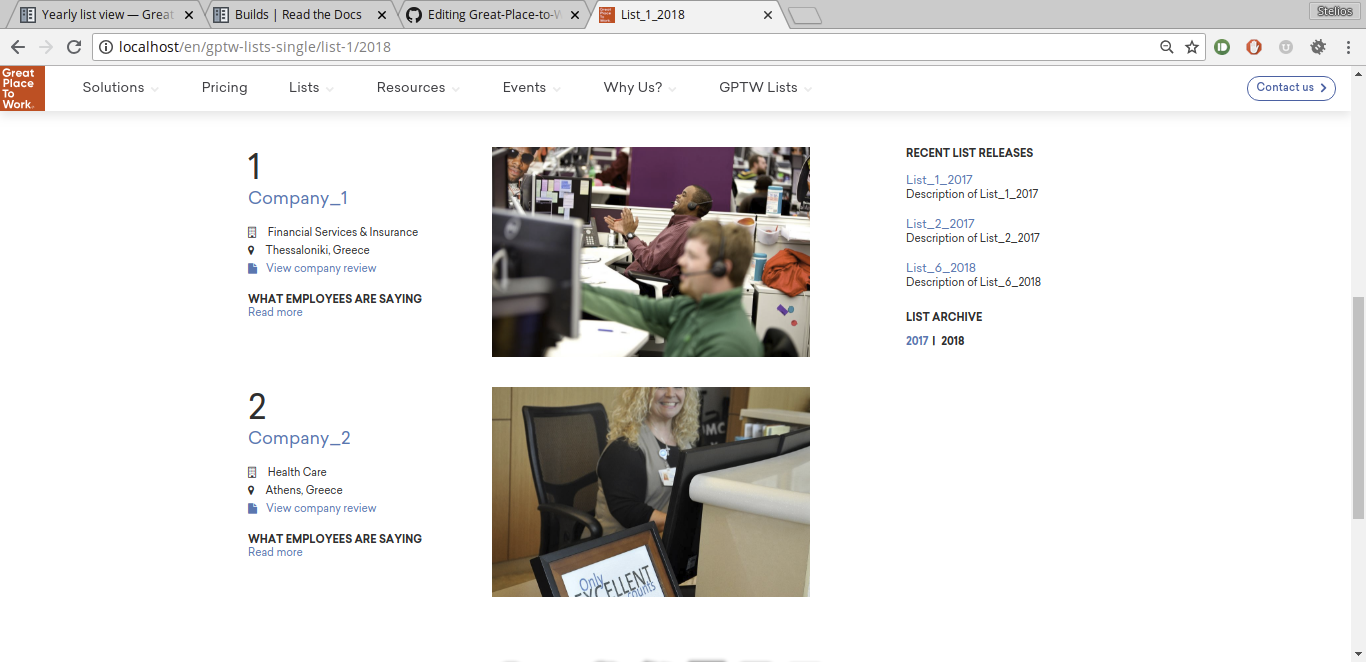 Yearly list view — Great
Builds | Read the Docs
Editing Great-Place-to-W
List_1_2018
Stelios
localhost/en/gptw-lists-single/list-1/2018
Great
Place
To
Work.
Solutions
Pricing
Lists
Resources
Events
Why Us?
GPTW Lists
Contact us
1
Company_1
Financial Services & Insurance
Thessaloniki, Greece
View company review
WHAT EMPLOYEES ARE SAYING
Read more
2
Company_2
Health Care
Athens, Greece
View company review
WHAT EMPLOYEES ARE SAYING
Read more
Only
EXCELLENT
counts
RECENT LIST RELEASES
List_1_2017
Description of List_1_2017
List_2_2017
Description of List_2_2017
List_6_2018
Description of List_6_2018
LIST ARCHIVE
2017 | 2018